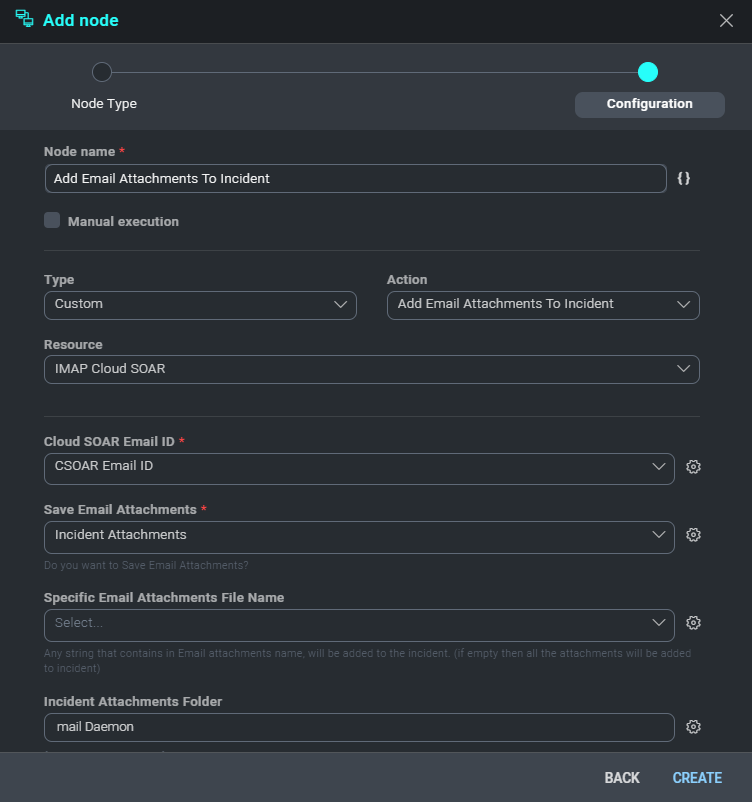 Add node
Node Type
Configuration
Node name *
Add Email Attachments To Incident
{}
Manual execution
Type
Action
Custom
Add Email Attachments To Incident
Resource
IMAP Cloud SOAR
Cloud SOAR Email ID *
CSOAR Email ID
Save Email Attachments *
Incident Attachments
Do you want to Save Email Attachments?
Specific Email Attachments File Name
Select...
Any string that contains in Email attachments name, will be added to the incident. (if empty then all the attachments will be added
to incident)
Incident Attachments Folder
mail Daemon
BACK
CREATE